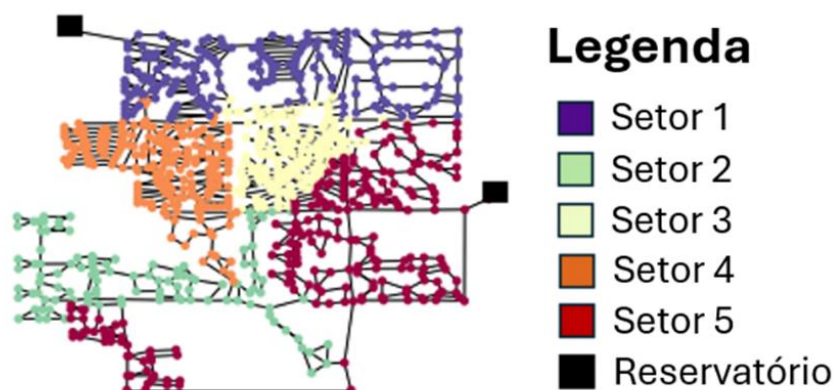 Legenda
Setor 1
Setor 2
Setor 3
Setor 4
Setor 5
Reservatório